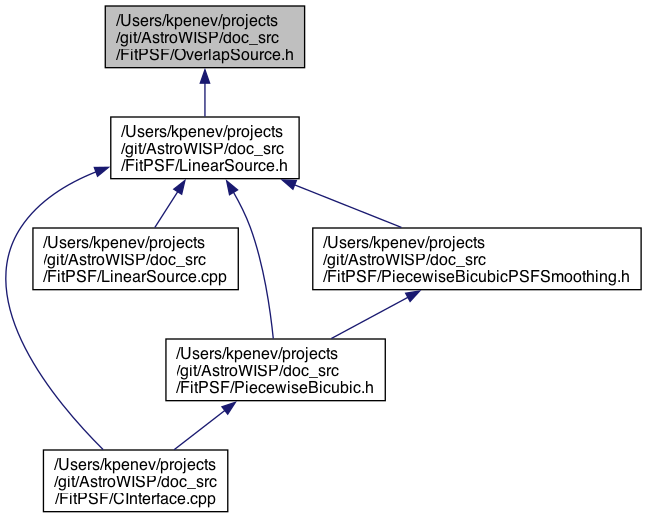 /Users/kpenev/projects
/git/AstroWISP/doc_src
/FitPSF/OverlapSource.h
/Users/kpenev/projects
/git/AstroWISP/doc_src
/FitPSF/LinearSource.h
/Users/kpenev/projects
/git/AstroWISP/doc_src
/FitPSF/LinearSource.cpp
/Users/kpenev/projects
/git/AstroWISP/doc_src
/FitPSF/PiecewiseBicubicPSFSmoothing.h
/Users/kpenev/projects
/git/AstroWISP/doc_src
/FitPSF/PiecewiseBicubic.h
/Users/kpenev/projects
/git/AstroWISP/doc_src
/FitPSF/CInterface.cpp